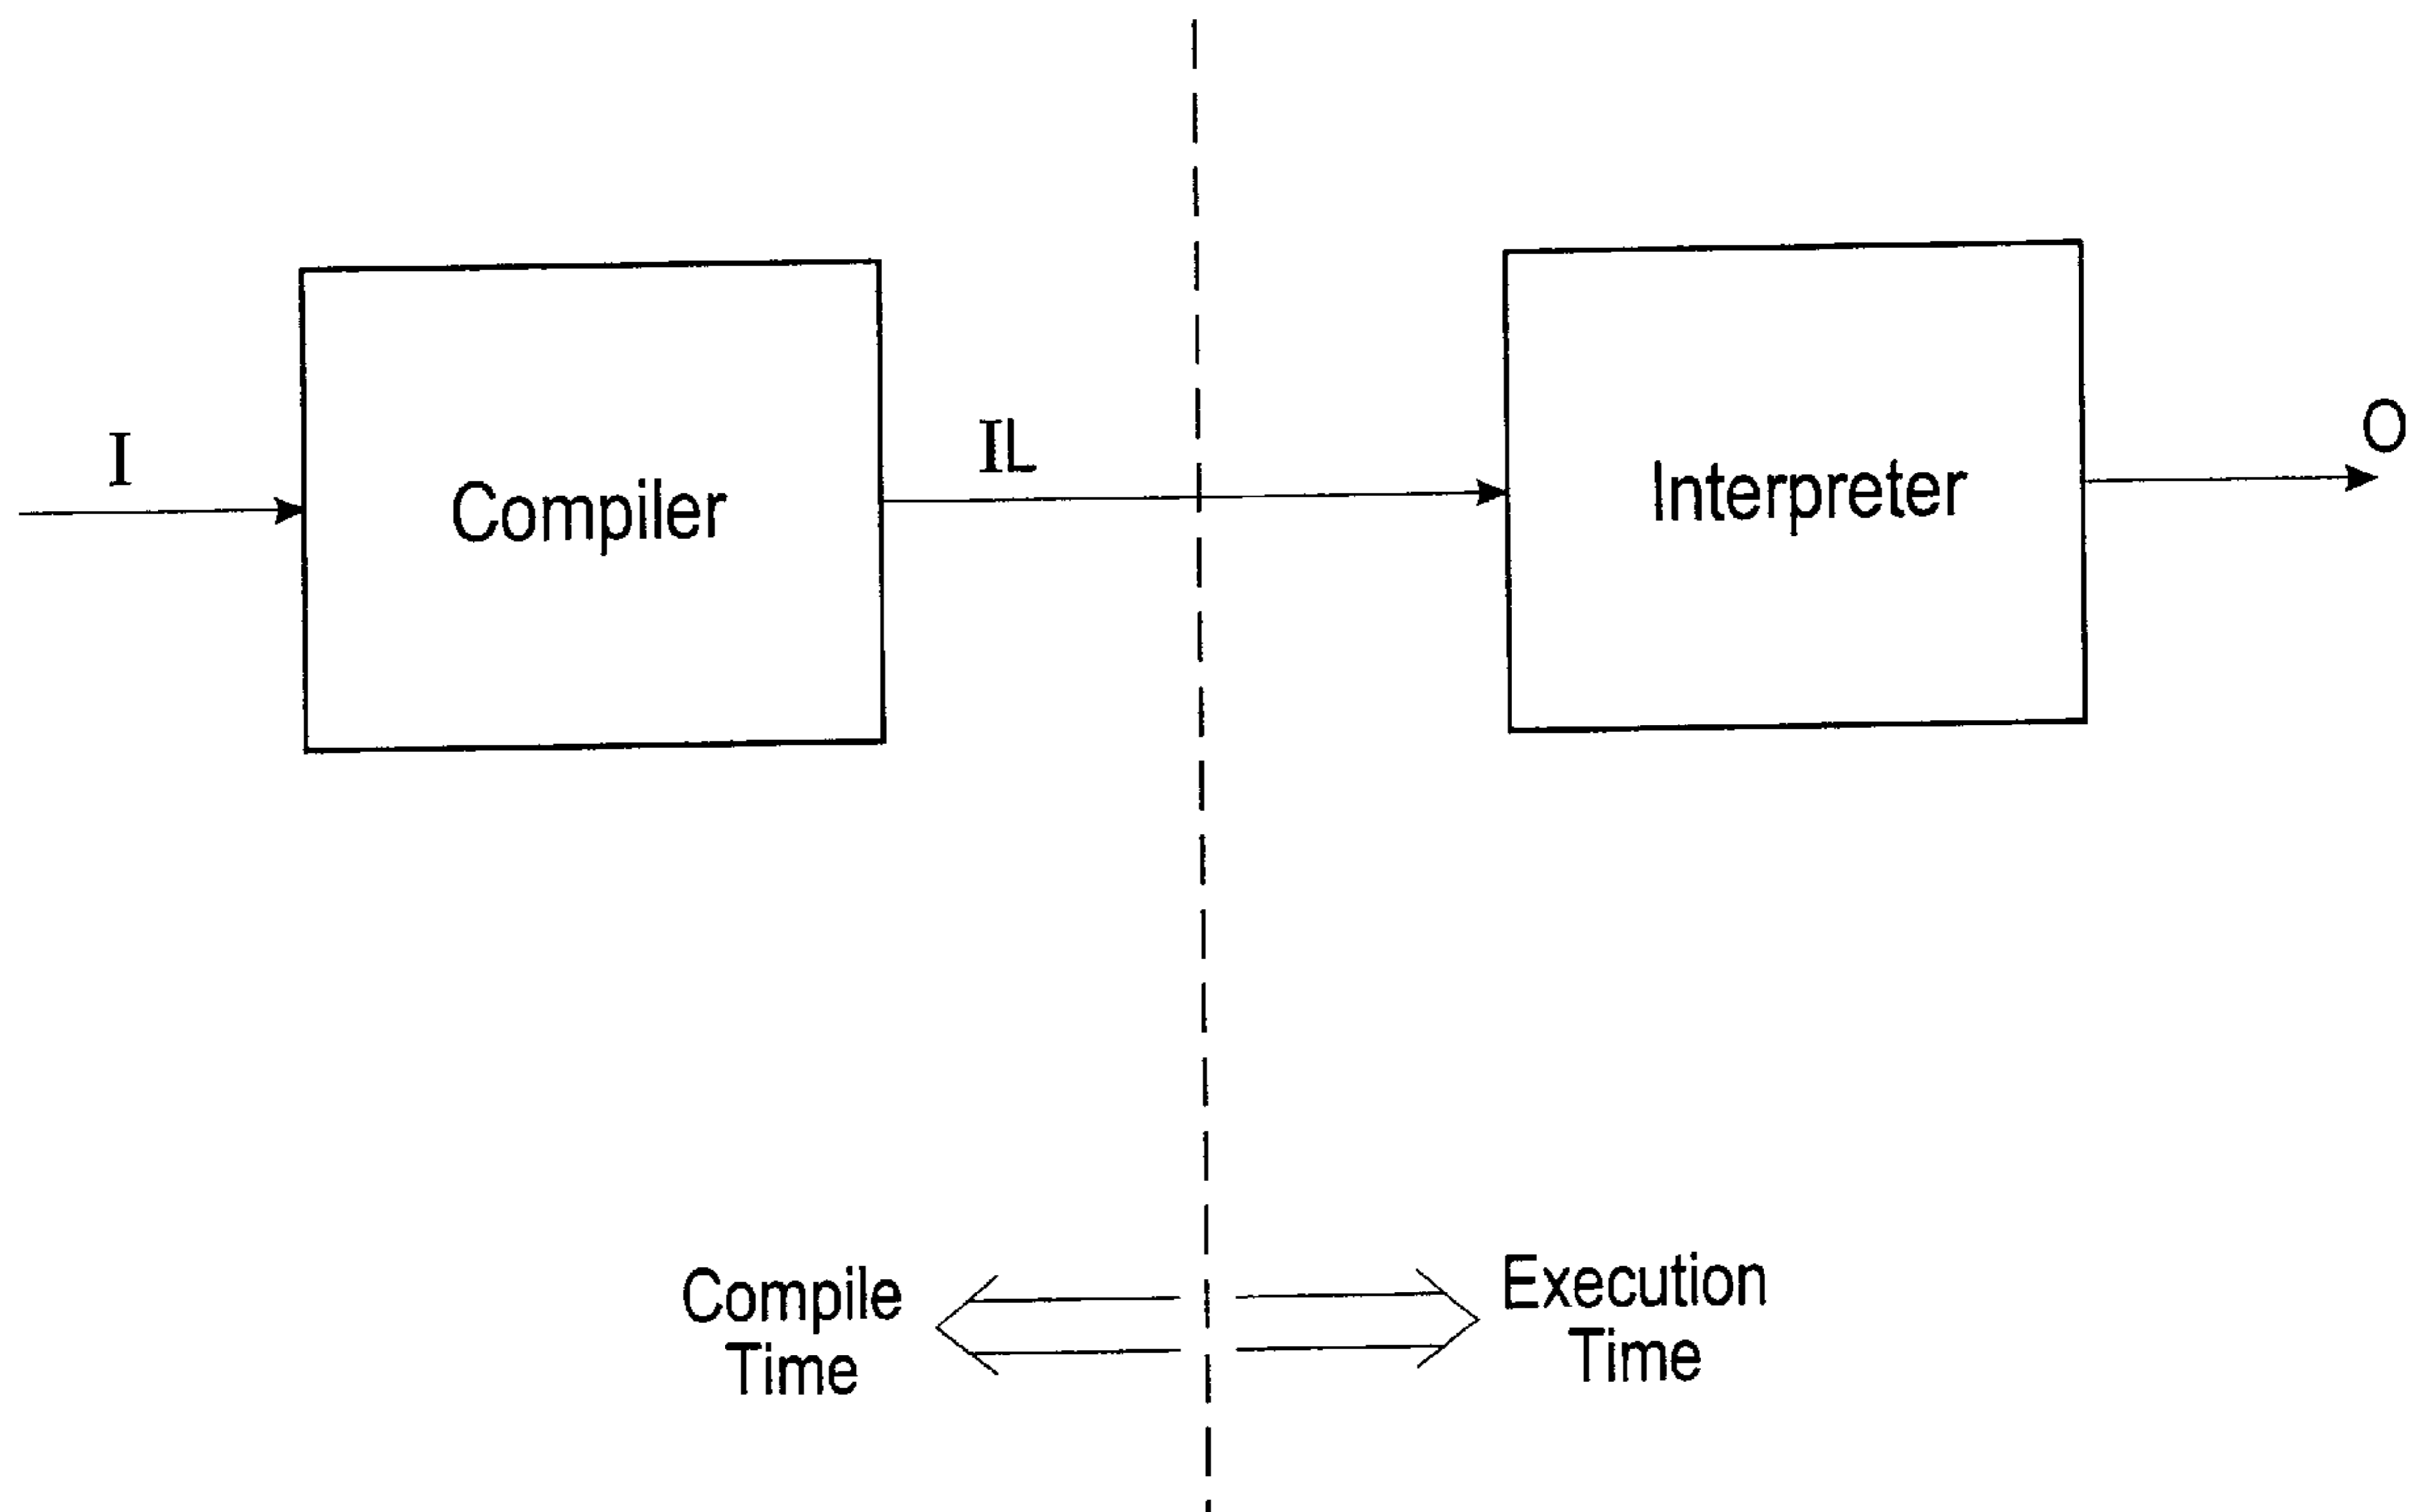 I
Compiler
IL
Interpreter
O
Compile
Time
Execution
Time